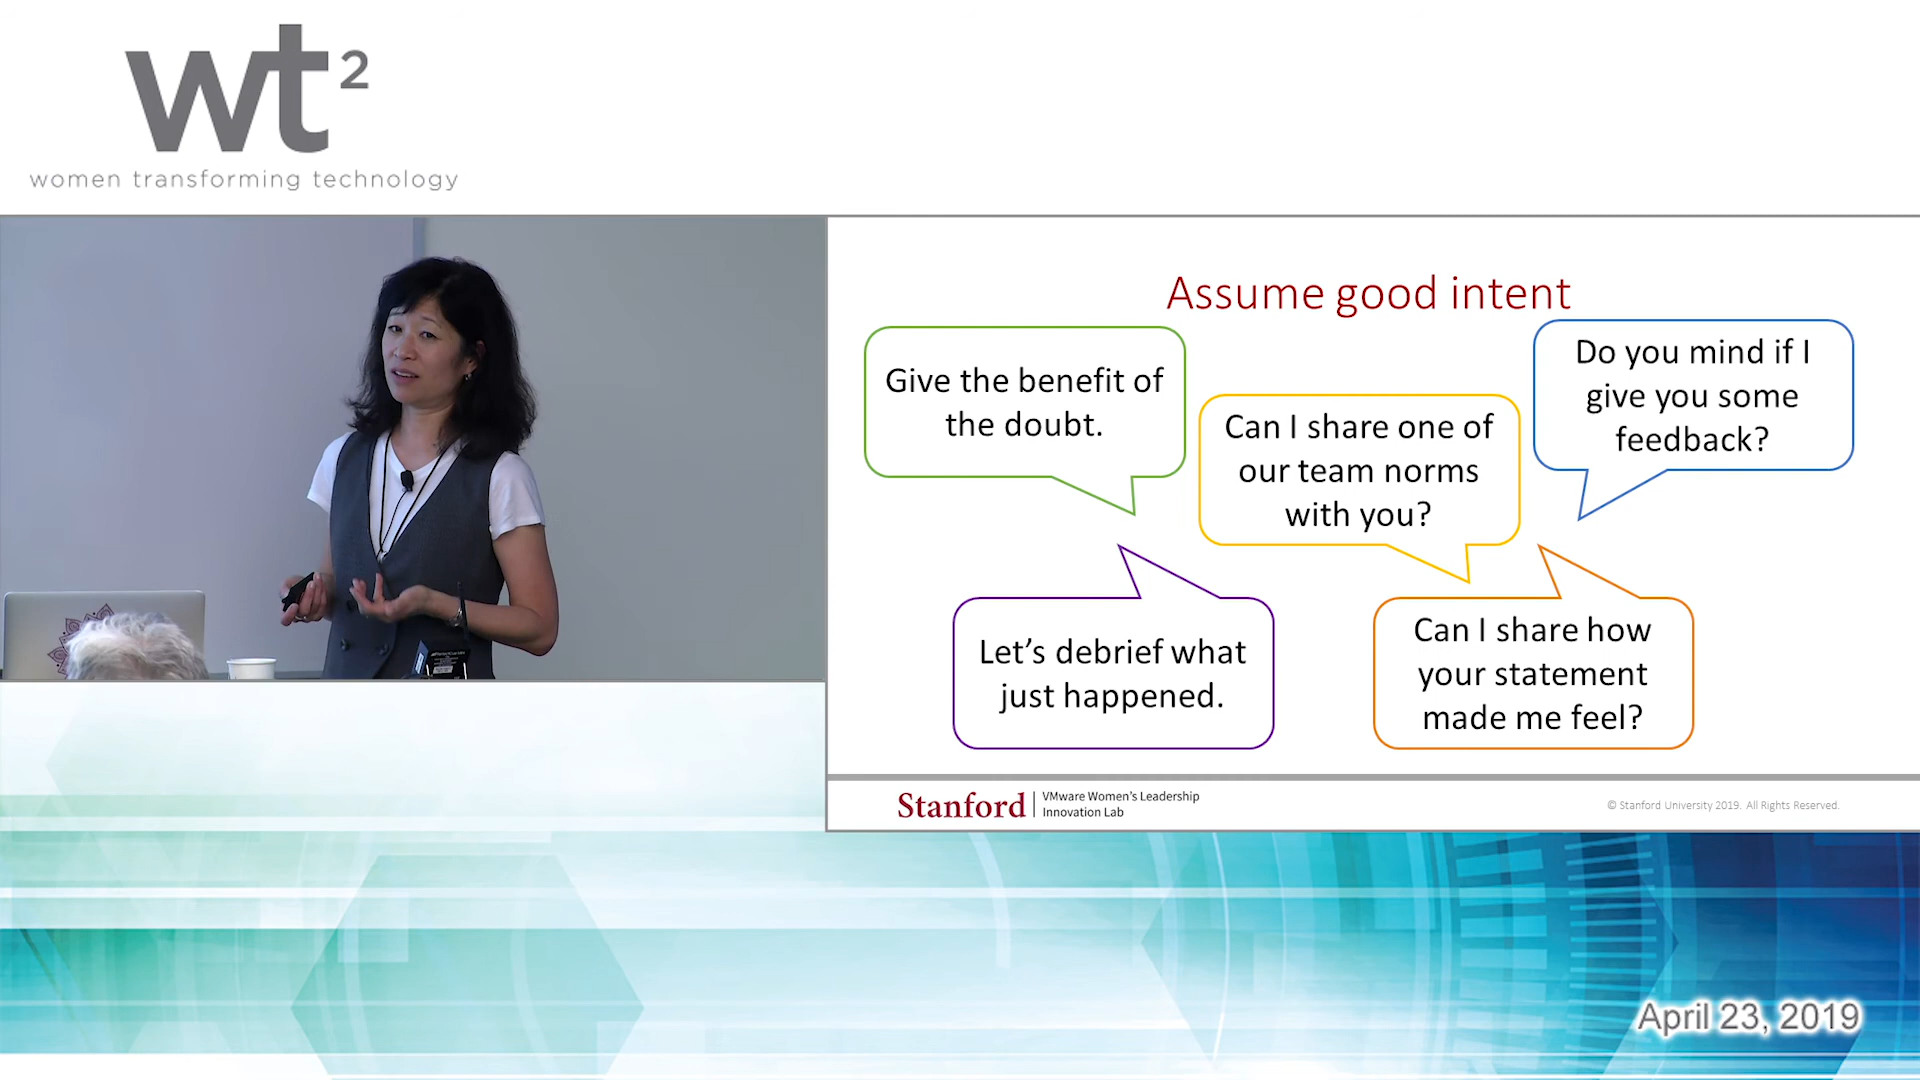 wt²
women transforming technology
Assume good intent
Give the benefit of
the doubt.
Can I share one of
our team norms
with you?
Do you mind if I
give you some
feedback?
Let's debrief what
just happened.
Can I share how
your statement
made me feel?
Stanford
VMware Women's Leadership
Innovation Lab
© Stanford University 2019. All Rights Reserved.
April 23, 2019